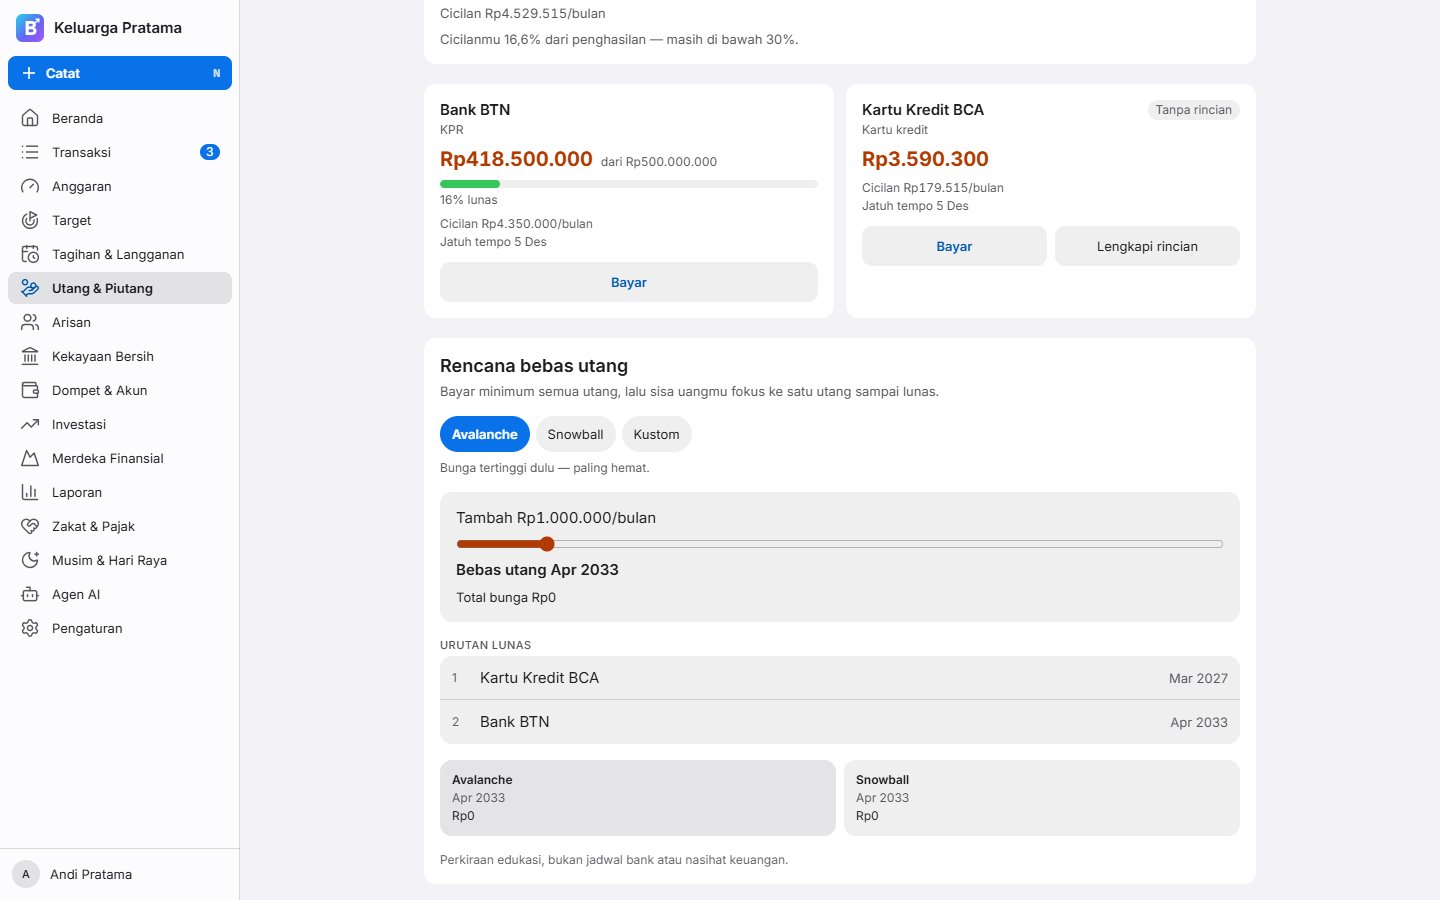 Keluarga Pratama
Catat N
Beranda
Transaksi 3
Anggaran
Target
Tagihan & Langganan
Utang & Piutang
Arisan
Kekayaan Bersih
Dompet & Akun
Investasi
Merdeka Finansial
Laporan
Zakat & Pajak
Musim & Hari Raya
Agen AI
Pengaturan
A Andi Pratama
Cicilan Rp4.529.515/bulan
Cicilanmu 16,6% dari penghasilan — masih di bawah 30%.
Bank BTN
KPR
Rp418.500.000 dari Rp500.000.000
16% lunas
Cicilan Rp4.350.000/bulan
Jatuh tempo 5 Des
Bayar
Kartu Kredit BCA Tanpa rincian
Kartu kredit
Rp3.590.300
Cicilan Rp179.515/bulan
Jatuh tempo 5 Des
Bayar Lengkapi rincian
Rencana bebas utang
Bayar minimum semua utang, lalu sisa uangmu fokus ke satu utang sampai lunas.
Avalanche Snowball Kustom
Bunga tertinggi dulu — paling hemat.
Tambah Rp1.000.000/bulan
Bebas utang Apr 2033
Total bunga Rp0
URUTAN LUNAS
1 Kartu Kredit BCA Mar 2027
2 Bank BTN Apr 2033
Avalanche
Apr 2033
Rp0
Snowball
Apr 2033
Rp0
Perkiraan edukasi, bukan jadwal bank atau nasihat keuangan.